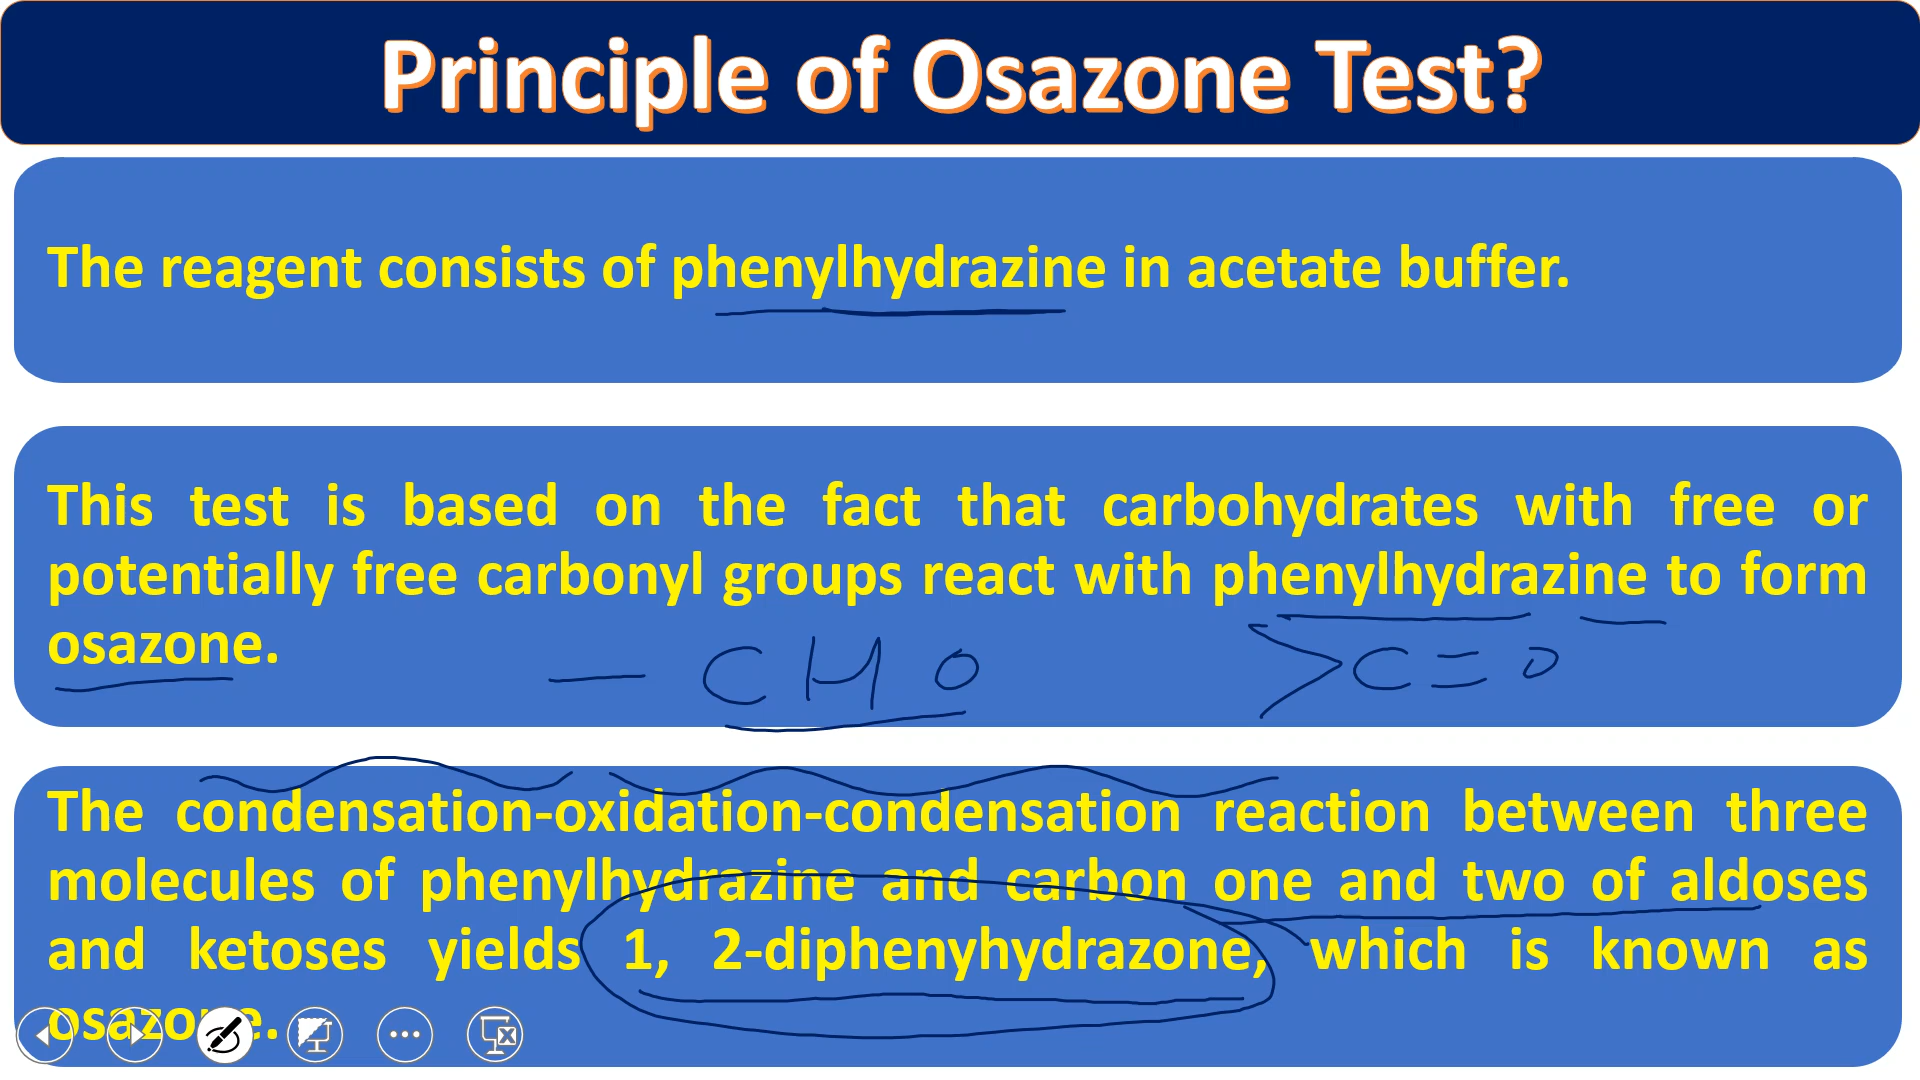 Principle of Osazone Test?
The reagent consists of phenylhydrazine in acetate buffer.
This test is based on the fact that carbohydrates with free or
potentially free carbonyl groups react with phenylhydrazine to form
osazone.
— CHO >C=O
The condensation-oxidation-condensation reaction between three
molecules of phenylhydrazine and carbon one and two of aldoses
and ketoses yields 1, 2-diphenyhydrazone, which is known as
osazone.